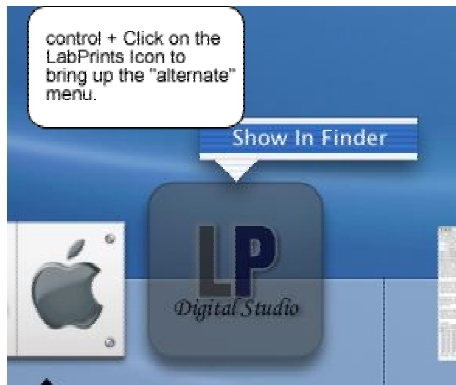 control + Click on the
LabPrints Icon to
bring up the "alternate"
menu.
Show In Finder
LP
Digital Studio